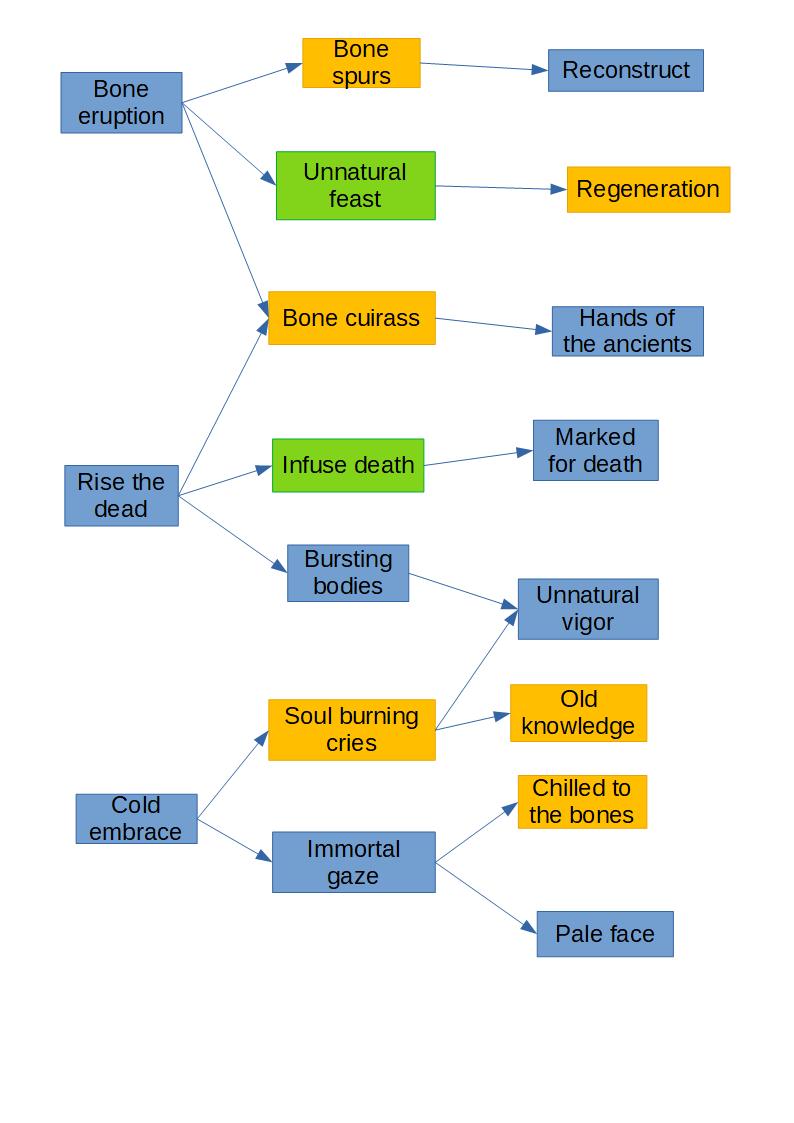 Bone
spurs
Reconstruct
Bone
eruption
Unnatural
feast
Regeneration
Bone cuirass
Hands of
the ancients
Marked
for death
Infuse death
Rise the
dead
Bursting
bodies
Unnatural
vigor
Soul burning
cries
Old
knowledge
Chilled to
the bones
Cold
embrace
Immortal
gaze
Pale face